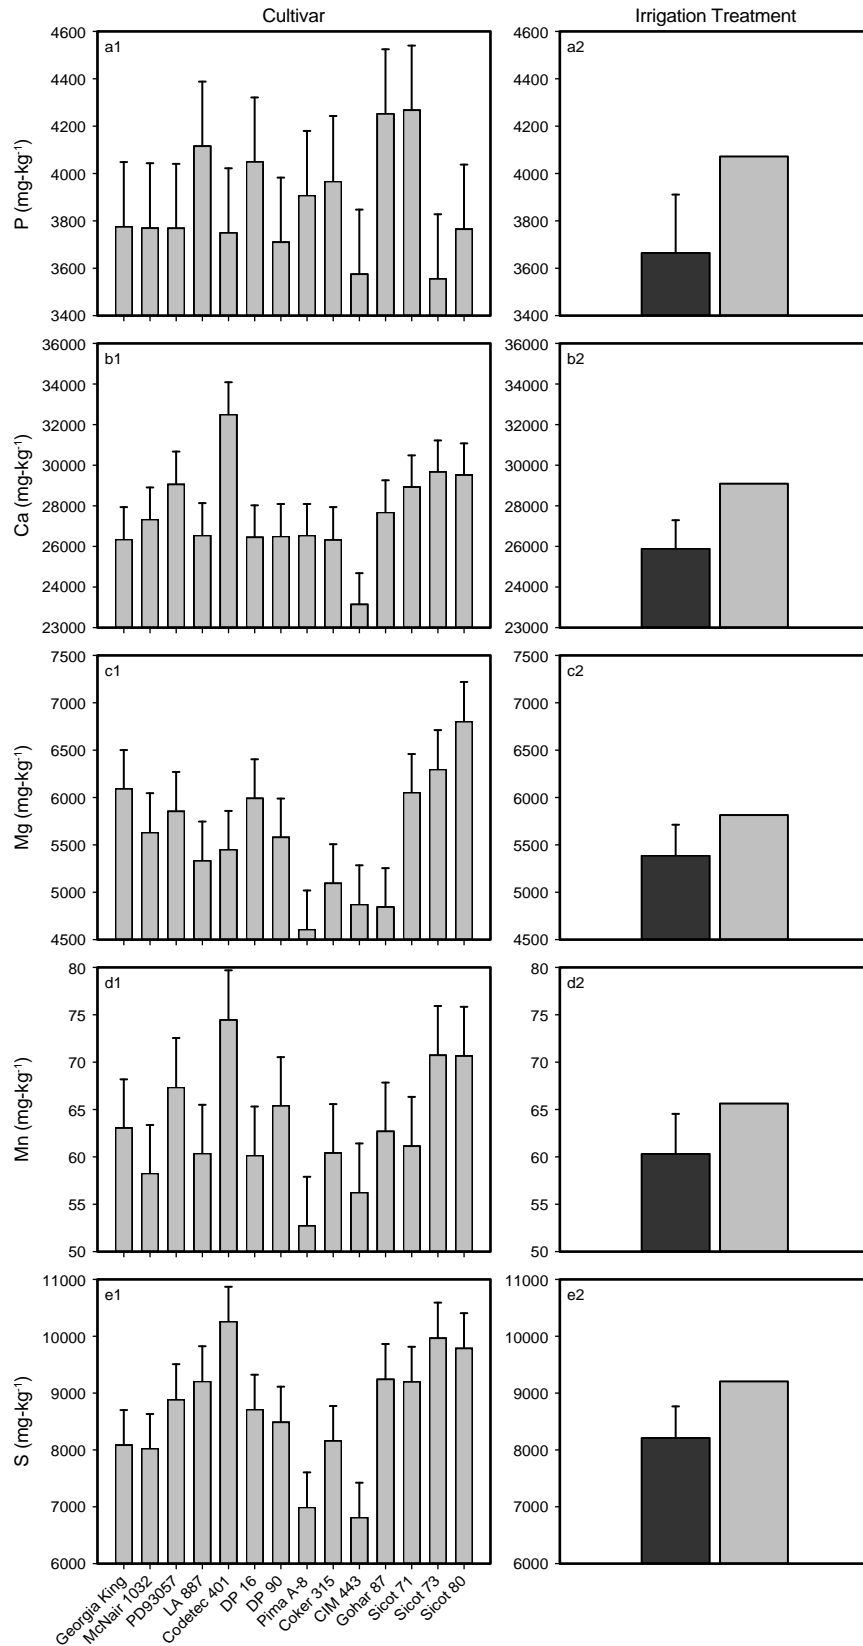 Cultivar
Irrigation Treatment
a1
4600
4400
4200
4000
3800
3600
3400
P (mg-kg-1)
a2
4600
4400
4200
4000
3800
3600
3400
b1
36000
34000
32000
30000
28000
26000
24000
23000
Ca (mg-kg-1)
b2
36000
34000
32000
30000
28000
26000
24000
23000
c1
7500
7000
6500
6000
5500
5000
4500
Mg (mg-kg-1)
c2
7500
7000
6500
6000
5500
5000
4500
d1
80
75
70
65
60
55
50
Mn (mg-kg-1)
d2
80
75
70
65
60
55
50
e1
11000
10000
9000
8000
7000
6000
S (mg-kg-1)
e2
11000
10000
9000
8000
7000
6000
Georgia King
McNair 1032
PD93057
LA 887
Codetec 401
DP 16
DP 90
Pima A-8
Coker 315
CIM 443
Gohar 87
Sicot 71
Sicot 73
Sicot 80